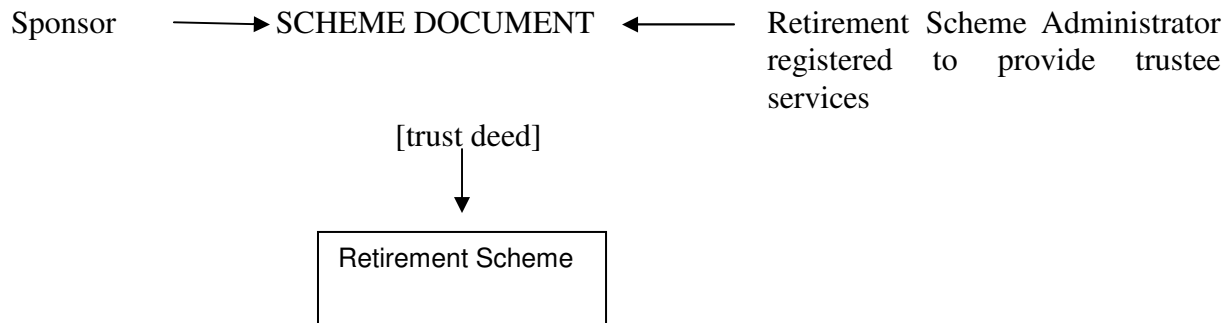 Sponsor SCHEME DOCUMENT Retirement Scheme Administrator
registered to provide trustee
services
[trust deed]
Retirement Scheme